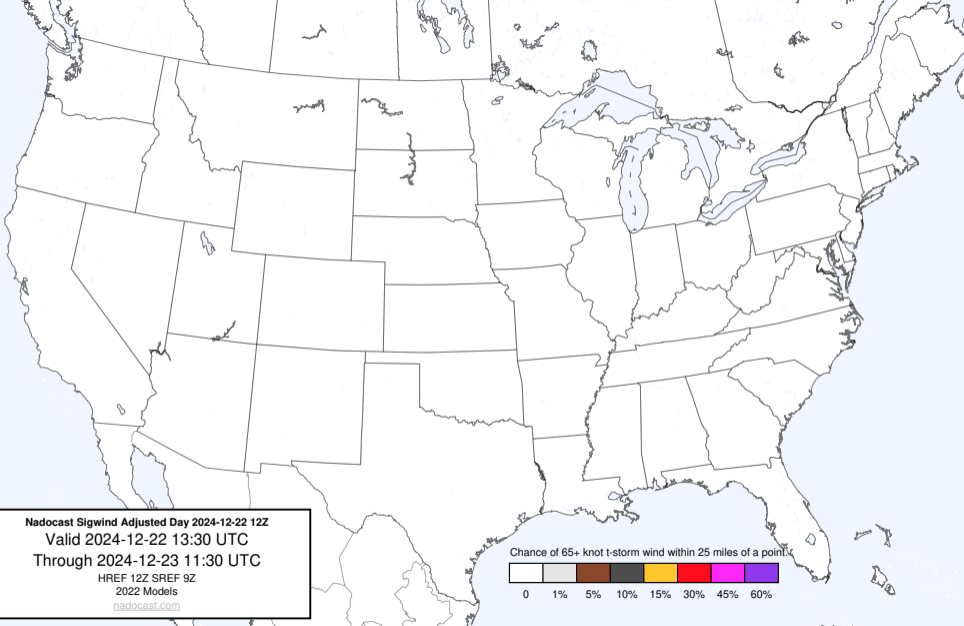 Nadocast Sigwind Adjusted Day 2024-12-22 12Z
Valid 2024-12-22 13:30 UTC
Through 2024-12-23 11:30 UTC
HREF 12Z SREF 9Z
2022 Models
nadocast.com
Chance of 65+ knot t-storm wind within 25 miles of a point.
0 1% 5% 10% 15% 30% 45% 60%